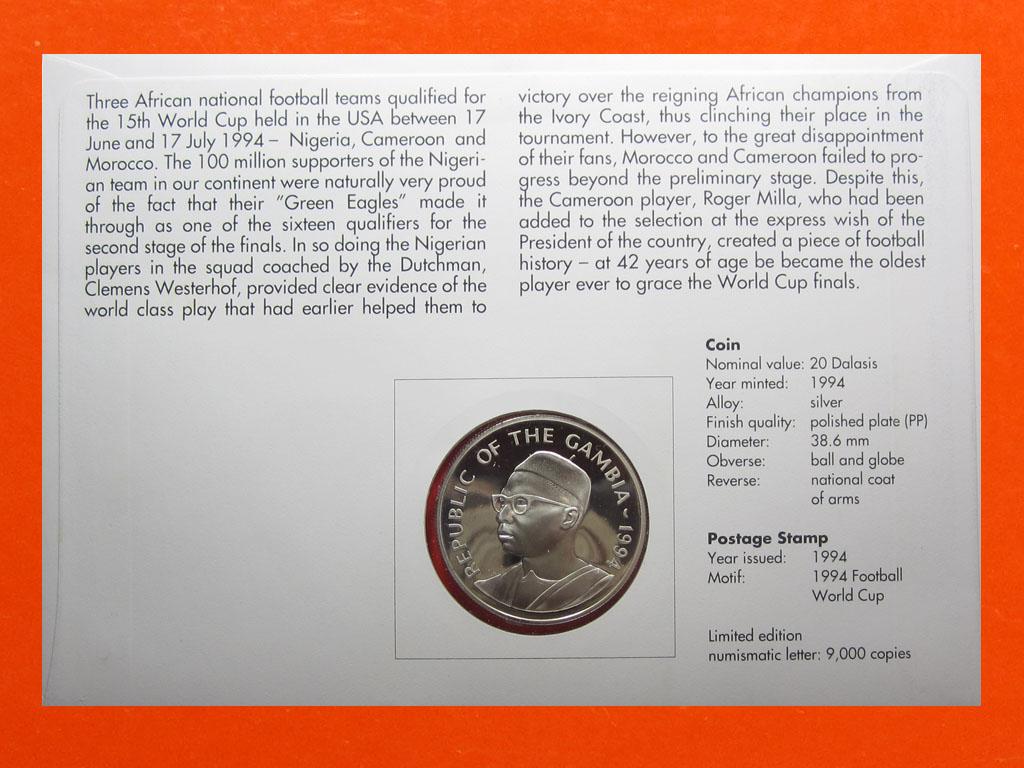 Three African national football teams qualified for
the 15th World Cup held in the USA between 17
June and 17 July 1994 – Nigeria, Cameroon and
Morocco. The 100 million supporters of the Nigeri-
an team in our continent were naturally very proud
of the fact that their "Green Eagles" made it
through as one of the sixteen qualifiers for the
second stage of the finals. In so doing the Nigerian
players in the squad coached by the Dutchman,
Clemens Westerhof, provided clear evidence of the
world class play that had earlier helped them to
victory over the reigning African champions from
the Ivory Coast, thus clinching their place in the
tournament. However, to the great disappointment
of their fans, Morocco and Cameroon failed to pro-
gress beyond the preliminary stage. Despite this,
the Cameroon player, Roger Milla, who had been
added to the selection at the express wish of the
President of the country, created a piece of football
history – at 42 years of age be became the oldest
player ever to grace the World Cup finals.
Coin
Nominal value: 20 Dalasis
Year minted: 1994
Alloy: silver
Finish quality: polished plate (PP)
Diameter: 38.6 mm
Obverse: ball and globe
Reverse: national coat
of arms
Postage Stamp
Year issued: 1994
Motif: 1994 Football
World Cup
Limited edition
numismatic letter: 9,000 copies
REPUBLIC OF THE GAMBIA ~ 1994